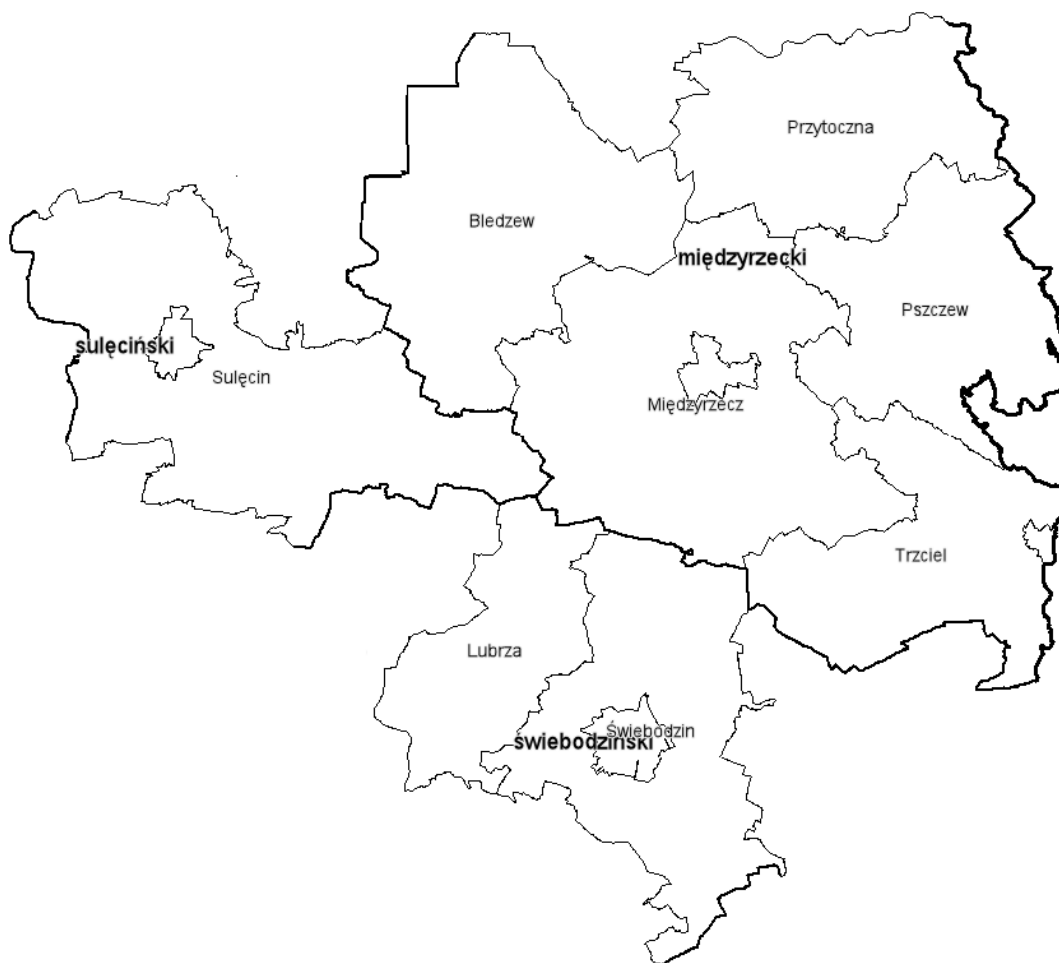 Przytoczna
Bledzew
międzyrzecki
Pszczew
sulęciński
Sulęcin
Międzyrzecz
Trzciel
Lubrza
Świebodzin
świebodziński